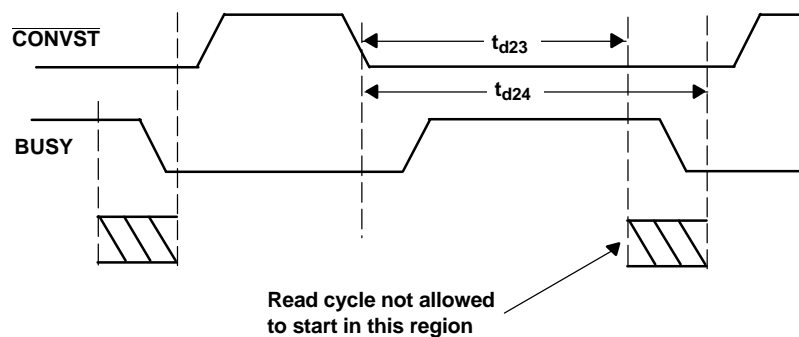 CONVST
td23
td24
BUSY
Read cycle not allowed
to start in this region